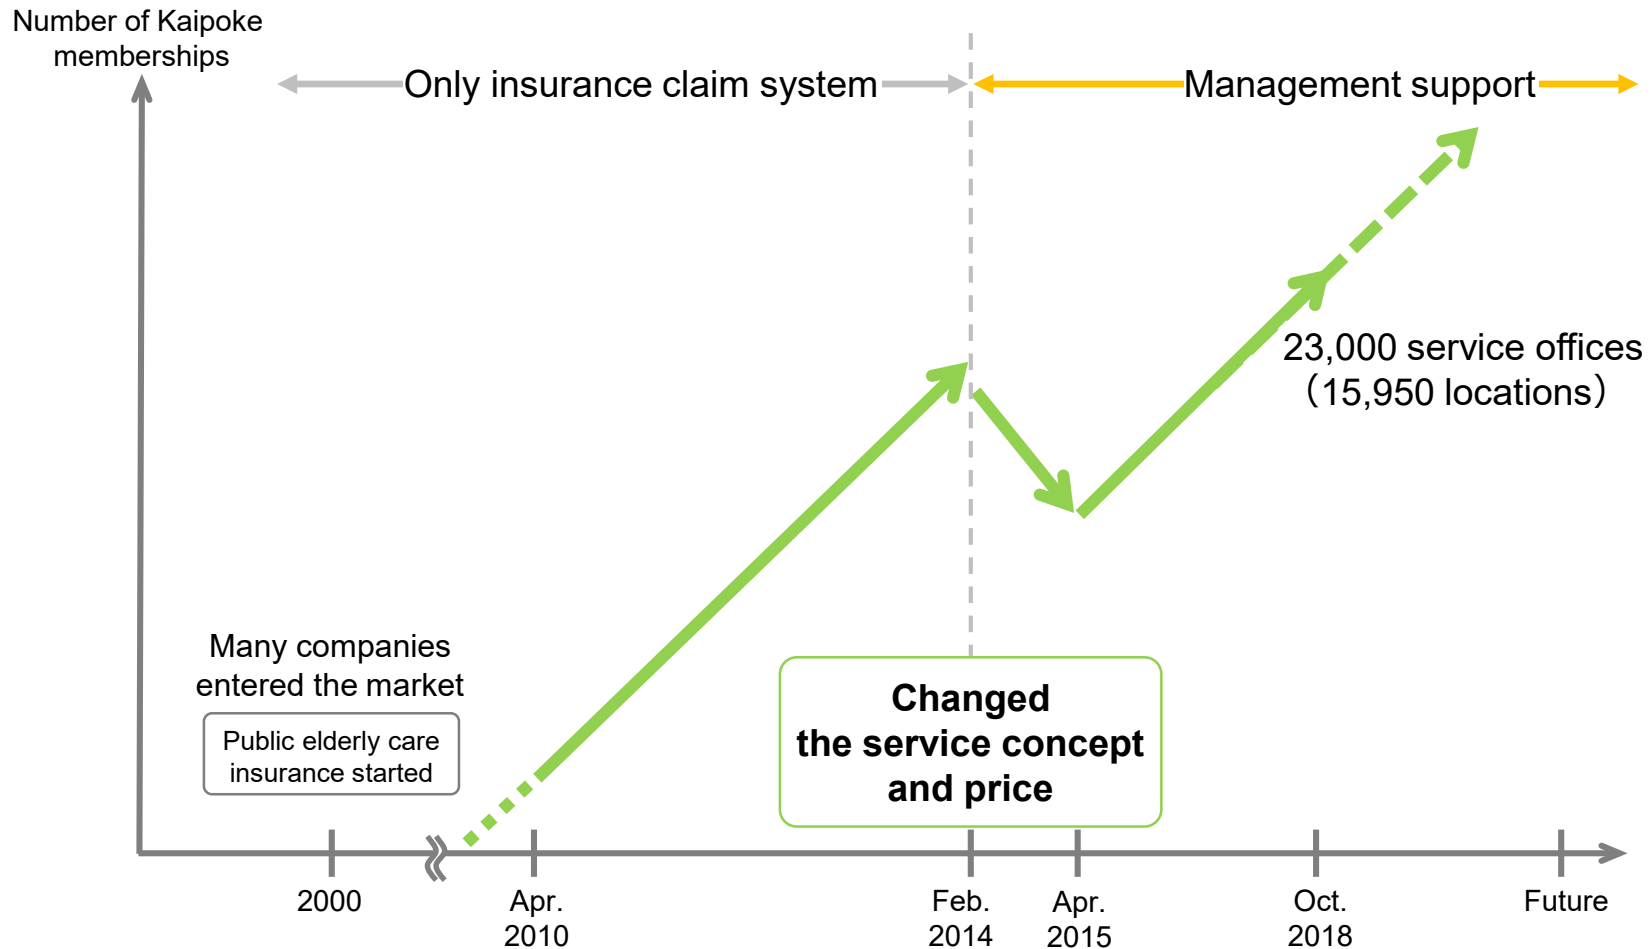 Number of Kaipoke
memberships
Only insurance claim system
Management support
23,000 service offices
（15,950 locations）
Many companies
entered the market
Public elderly care
insurance started
Changed
the service concept
and price
2000
Apr.
2010
Feb.
2014
Apr.
2015
Oct.
2018
Future